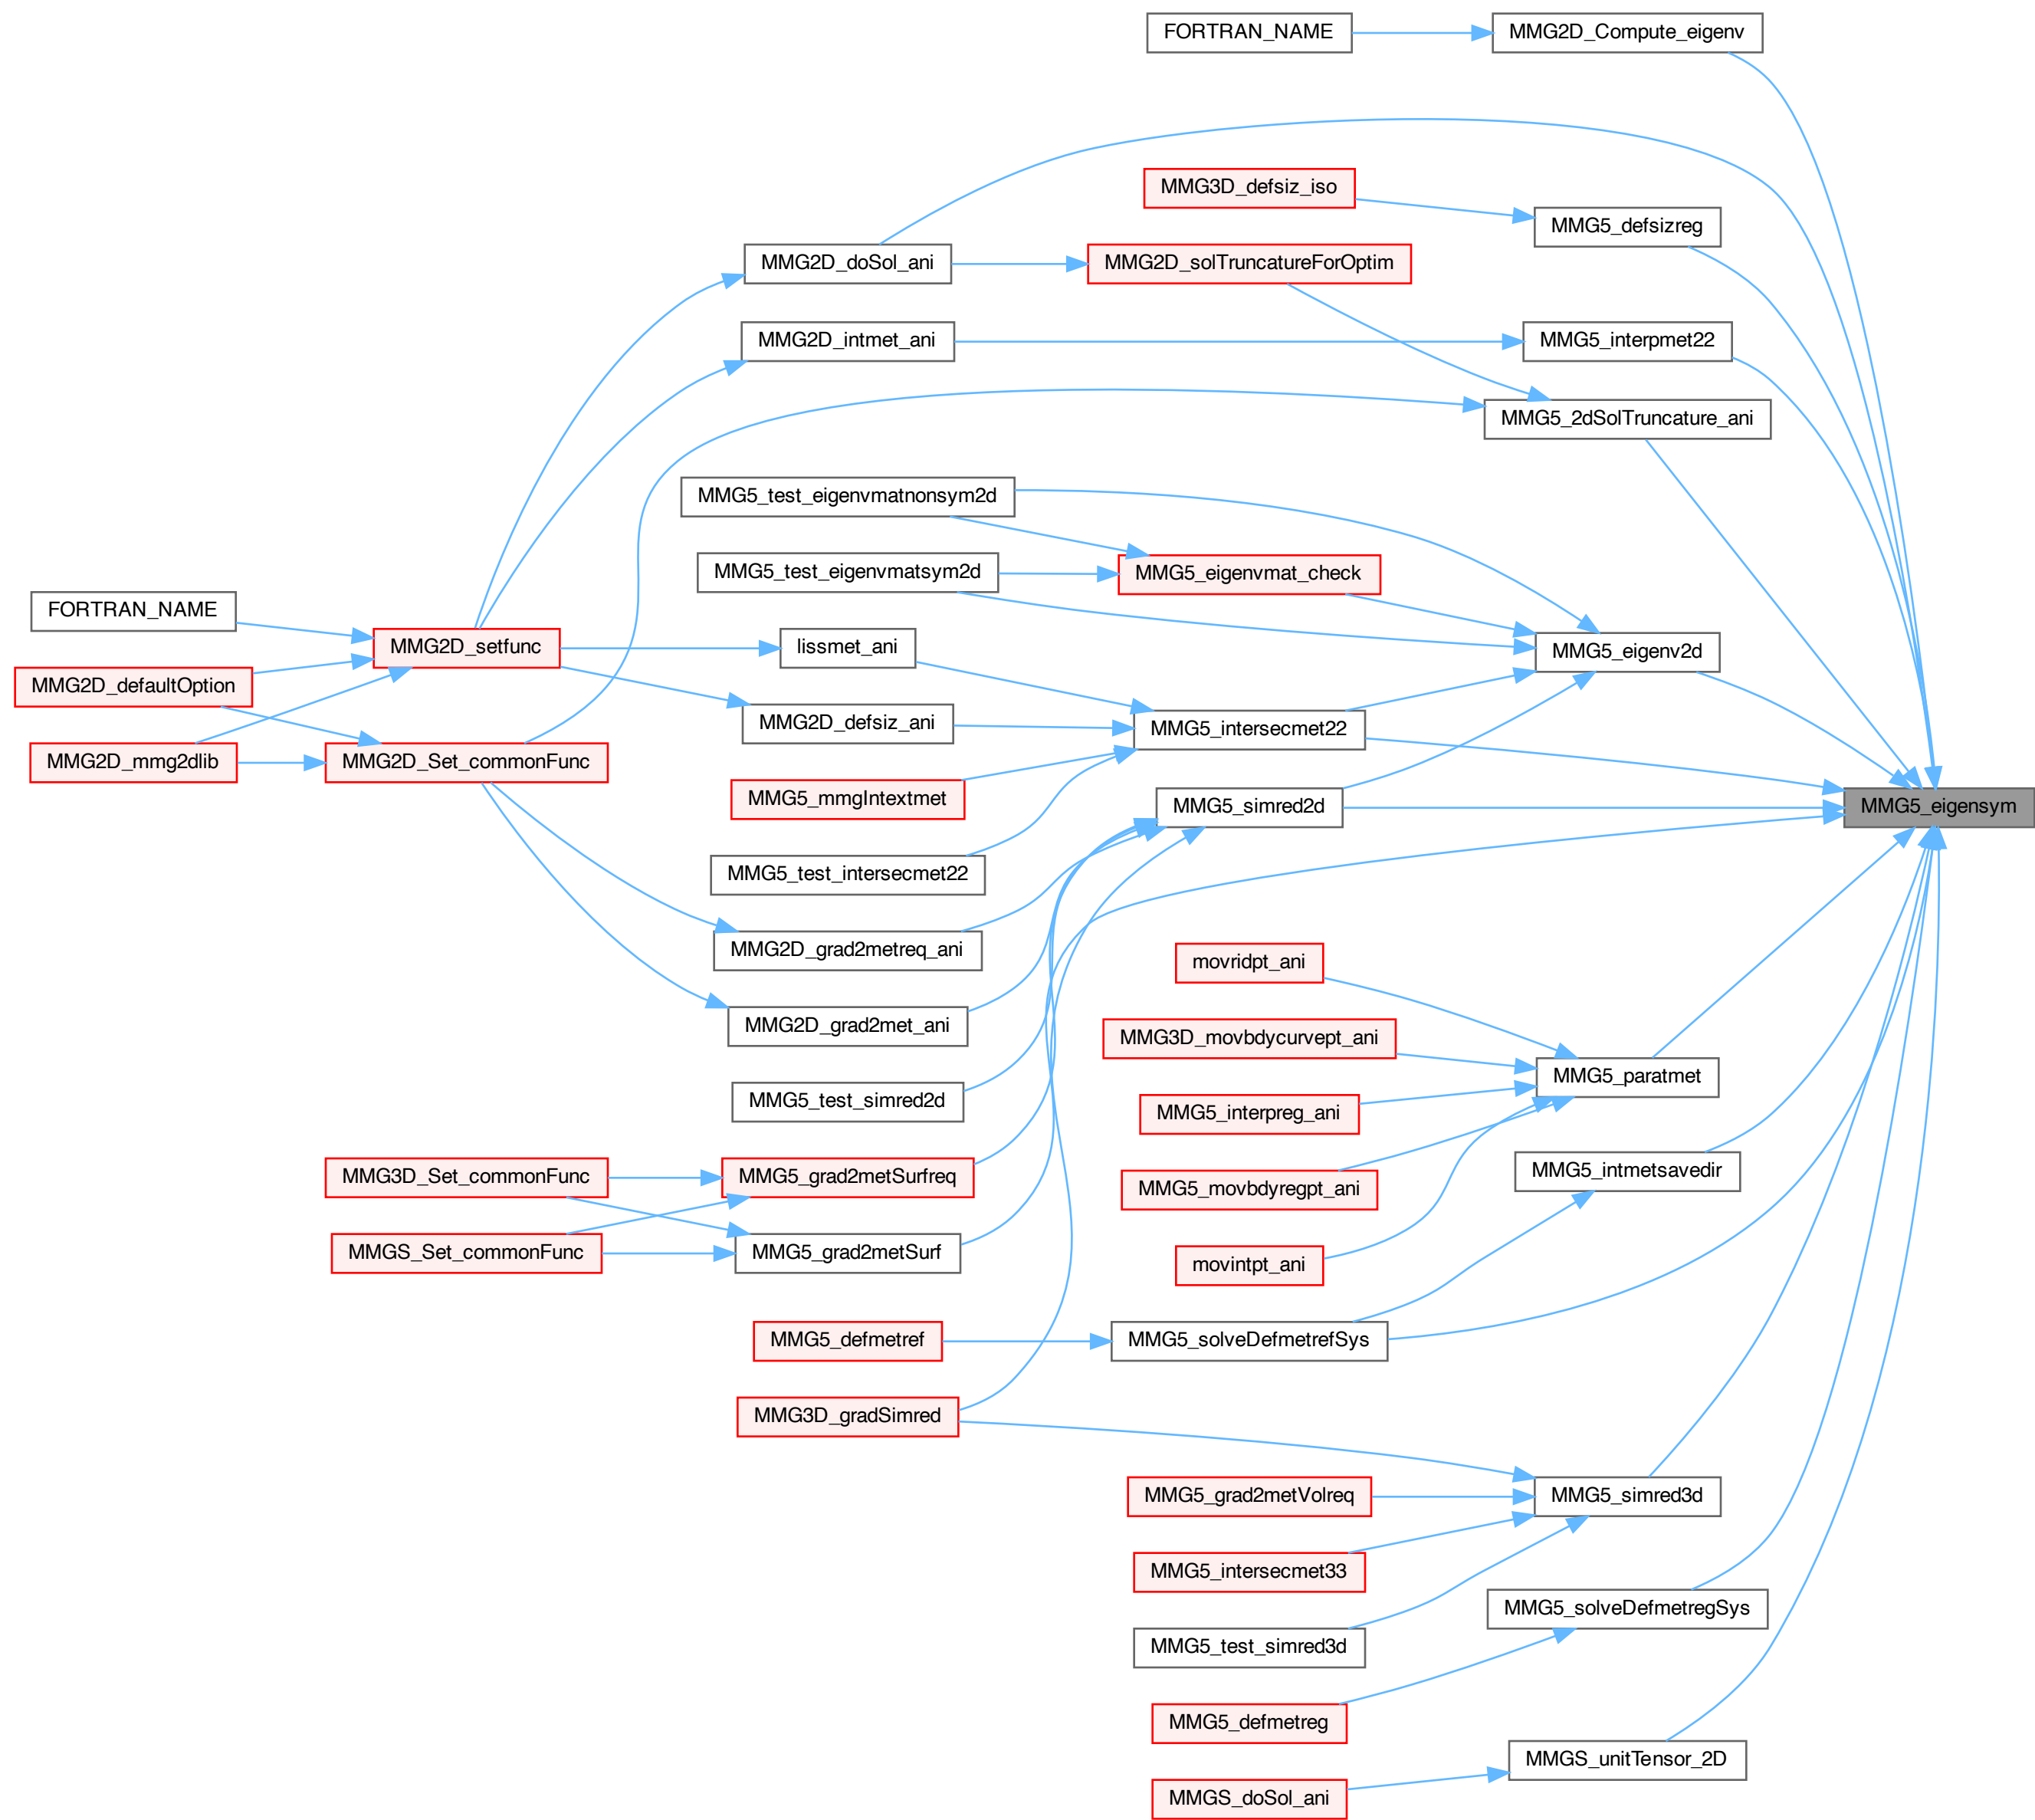 FORTRAN_NAME
MMG2D_Compute_eigenv
MMG3D_defsiz_iso
MMG5_defsizreg
MMG2D_doSol_ani
MMG2D_solTruncatureForOptim
MMG2D_intmet_ani
MMG5_interpmet22
MMG5_2dSolTruncature_ani
MMG5_test_eigenvmatnonsym2d
MMG5_test_eigenvmatsym2d
MMG5_eigenvmat_check
FORTRAN_NAME
MMG2D_setfunc
lissmet_ani
MMG5_eigenv2d
MMG2D_defaultOption
MMG2D_defsiz_ani
MMG5_intersecmet22
MMG2D_mmg2dlib
MMG2D_Set_commonFunc
MMG5_mmgIntextmet
MMG5_simred2d
MMG5_eigensym
MMG5_test_intersecmet22
MMG2D_grad2metreq_ani
movridpt_ani
MMG2D_grad2met_ani
MMG3D_movbdycurvept_ani
MMG5_paratmet
MMG5_test_simred2d
MMG5_interpreg_ani
MMG3D_Set_commonFunc
MMG5_grad2metSurfreq
MMG5_movbdyregpt_ani
MMG5_intmetsavedir
MMGS_Set_commonFunc
MMG5_grad2metSurf
movintpt_ani
MMG5_defmetref
MMG5_solveDefmetrefSys
MMG3D_gradSimred
MMG5_grad2metVolreq
MMG5_simred3d
MMG5_intersecmet33
MMG5_solveDefmetregSys
MMG5_test_simred3d
MMG5_defmetreg
MMGS_unitTensor_2D
MMGS_doSol_ani